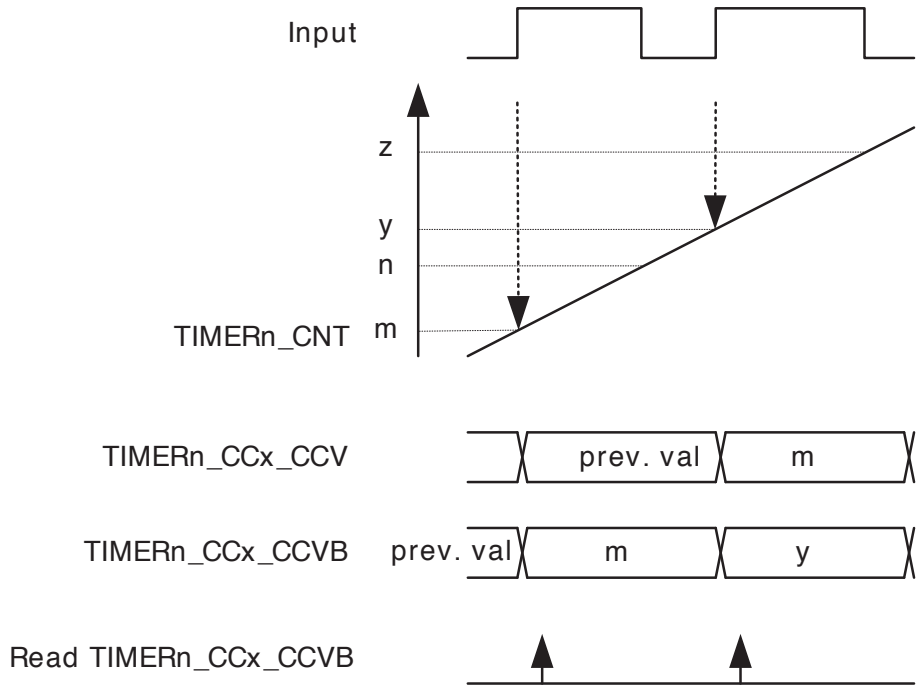 Input
z
y
n
TIMERn_CNT m
TIMERn_CCx_CCV prev. val m
TIMERn_CCx_CCVB prev. val m y
Read TIMERn_CCx_CCVB